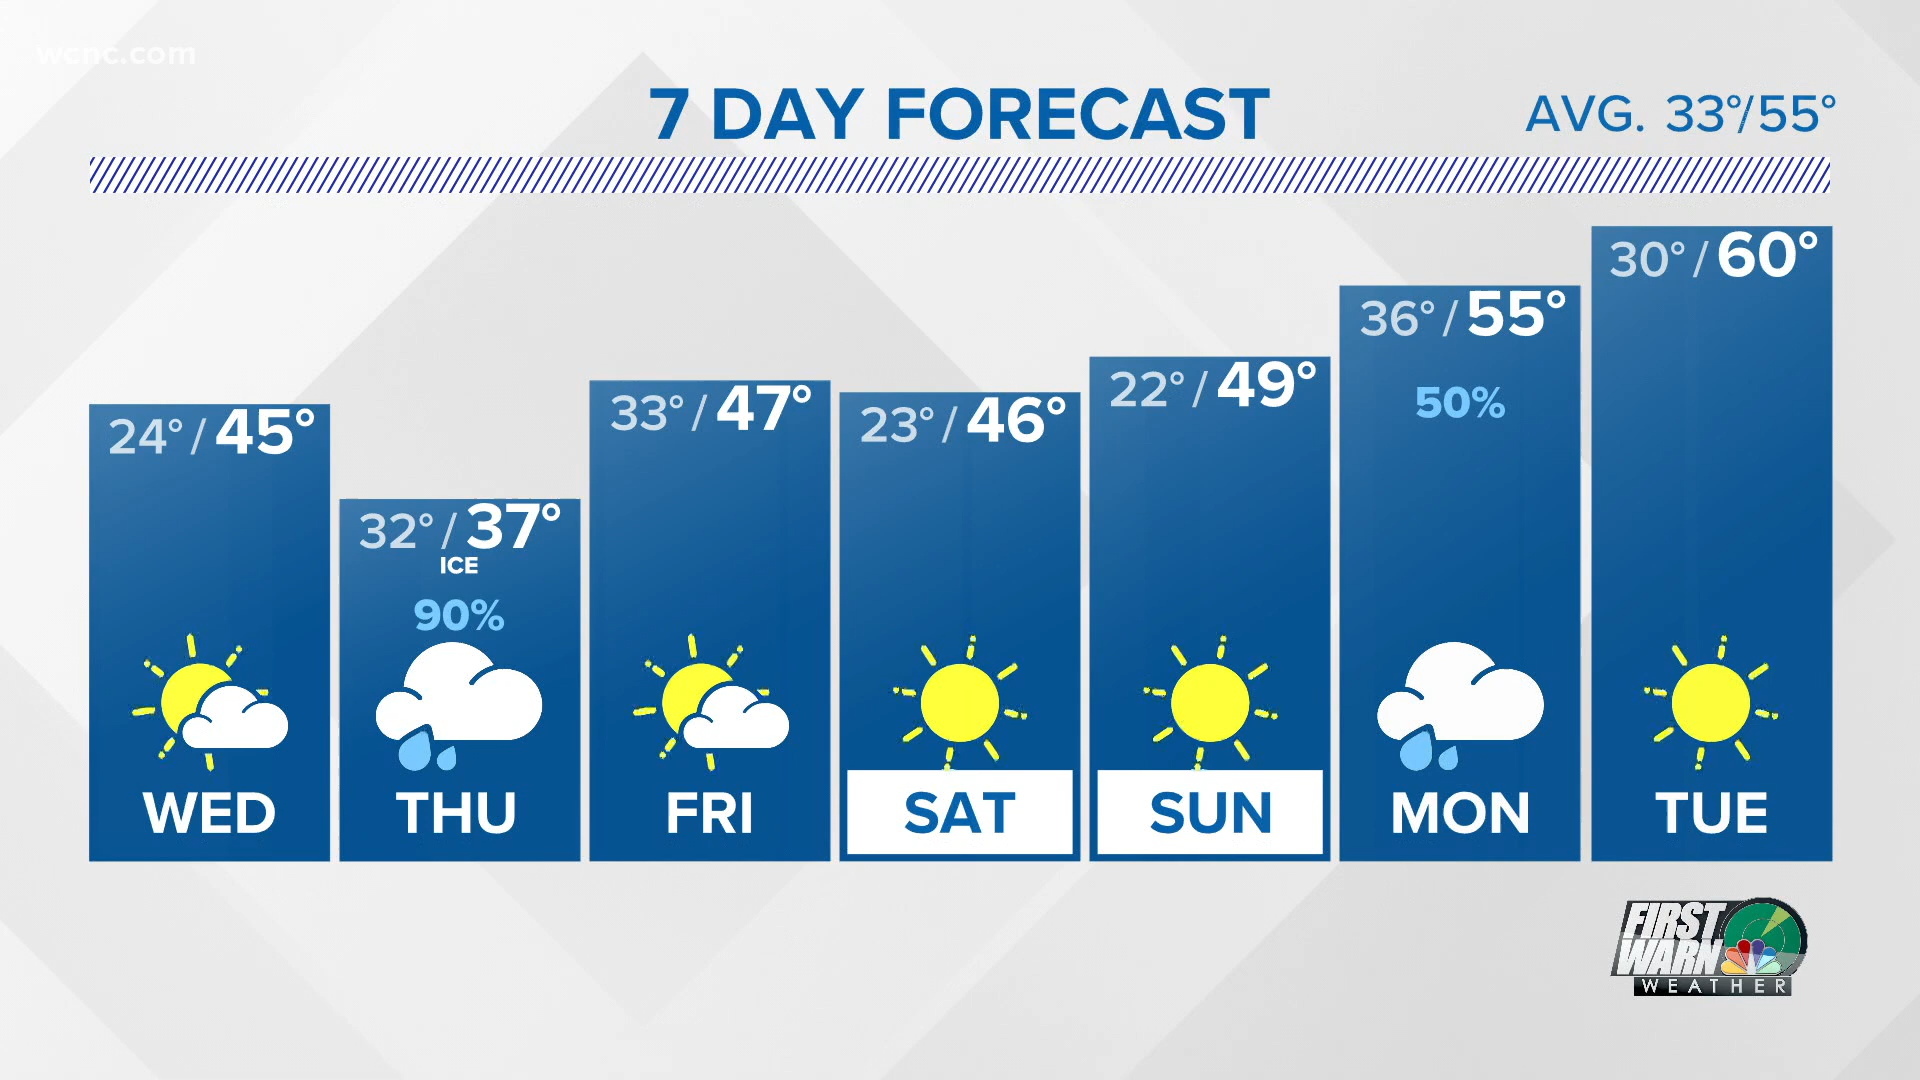 wcnc.com
7 DAY FORECAST
AVG. 33°/55°
24°/45°
WED
32°/37°
ICE
90%
THU
33°/47°
FRI
23°/46°
SAT
22°/49°
SUN
36°/55°
50%
MON
30°/60°
TUE
FIRST
WARN
WEATHER